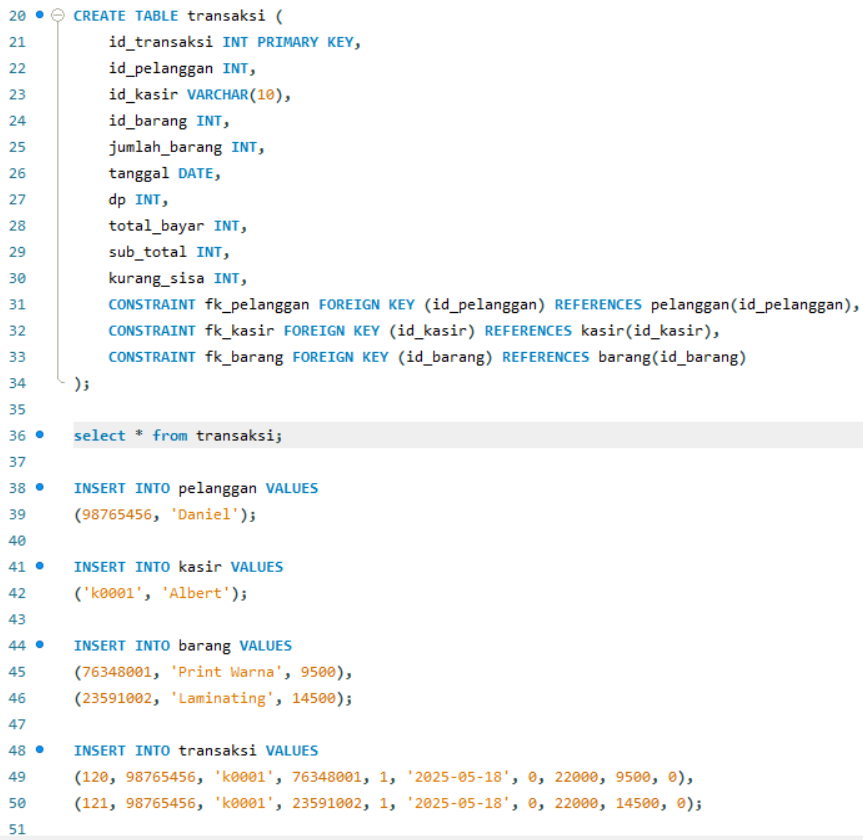 20 CREATE TABLE transaksi (
21 id_transaksi INT PRIMARY KEY,
22 id_pelanggan INT,
23 id_kasir VARCHAR(10),
24 id_barang INT,
25 jumlah_barang INT,
26 tanggal DATE,
27 dp INT,
28 total_bayar INT,
29 sub_total INT,
30 kurang_sisa INT,
31 CONSTRAINT fk_pelanggan FOREIGN KEY (id_pelanggan) REFERENCES pelanggan(id_pelanggan),
32 CONSTRAINT fk_kasir FOREIGN KEY (id_kasir) REFERENCES kasir(id_kasir),
33 CONSTRAINT fk_barang FOREIGN KEY (id_barang) REFERENCES barang(id_barang)
34 );
35
36 select * from transaksi;
37
38 INSERT INTO pelanggan VALUES
39 (98765456, 'Daniel');
40
41 INSERT INTO kasir VALUES
42 ('k0001', 'Albert');
43
44 INSERT INTO barang VALUES
45 (76348001, 'Print Warna', 9500),
46 (23591002, 'Laminating', 14500);
47
48 INSERT INTO transaksi VALUES
49 (120, 98765456, 'k0001', 76348001, 1, '2025-05-18', 0, 22000, 9500, 0),
50 (121, 98765456, 'k0001', 23591002, 1, '2025-05-18', 0, 22000, 14500, 0);
51